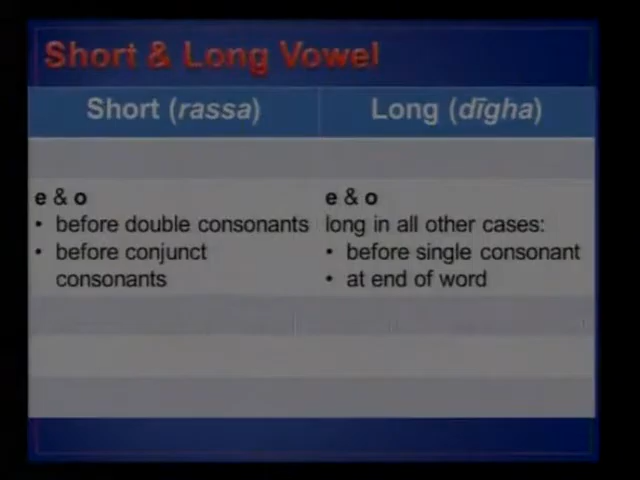 Short & Long Vowel
Short (rassa)
Long (dīgha)
e & o
• before double consonants
• before conjunct
consonants
e & o
long in all other cases:
• before single consonant
• at end of word